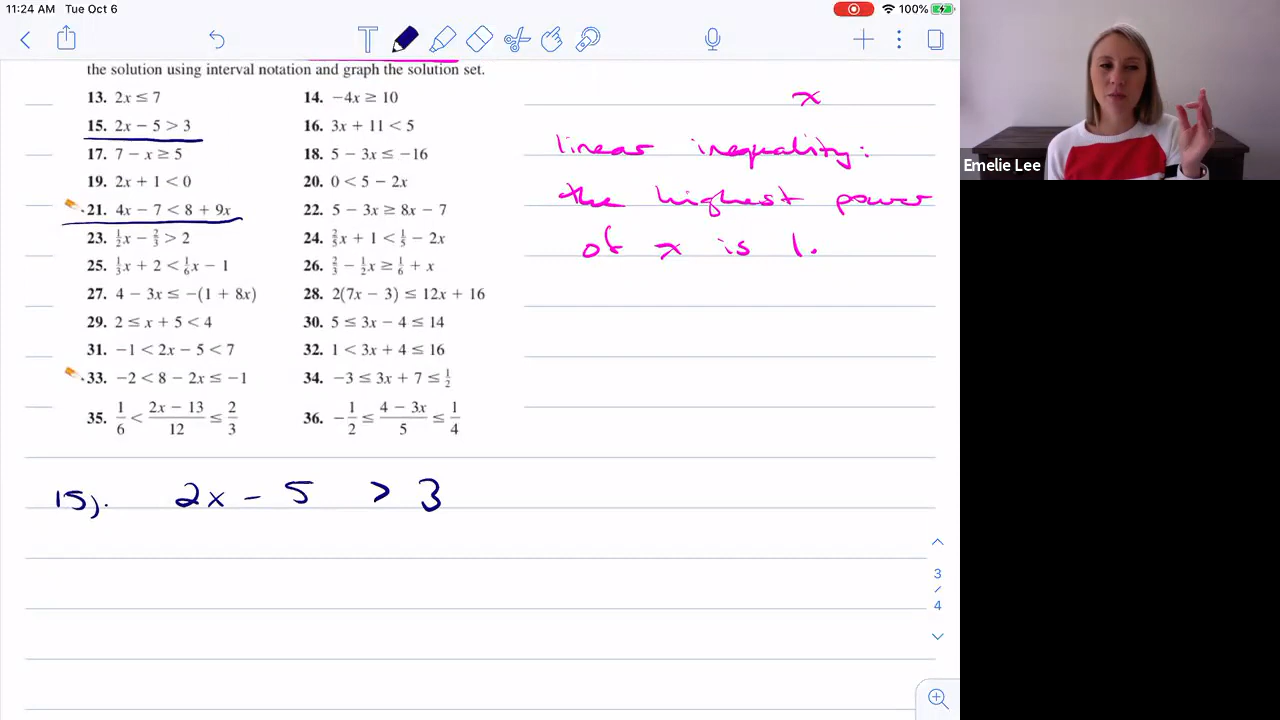 11:24 AM Tue Oct 6
100%
the solution using interval notation and graph the solution set.
13. 2x ≤ 7
14. −4x ≥ 10
15. 2x − 5 > 3
16. 3x + 11 < 5
17. 7 − x ≥ 5
18. 5 − 3x ≤ −16
19. 2x + 1 < 0
20. 0 < 5 − 2x
21. 4x − 7 < 8 + 9x
22. 5 − 3x ≥ 8x − 7
23. 1/2 x − 2/3 > 2
24. 2/5 x + 1 < 1/5 − 2x
25. 1/3 x + 2 < 1/6 x − 1
26. 2/3 − 1/2 x ≥ 1/6 + x
27. 4 − 3x ≤ −(1 + 8x)
28. 2(7x − 3) ≤ 12x + 16
29. 2 ≤ x + 5 < 4
30. 5 ≤ 3x − 4 ≤ 14
31. −1 < 2x − 5 < 7
32. 1 < 3x + 4 ≤ 16
33. −2 < 8 − 2x ≤ −1
34. −3 ≤ 3x + 7 ≤ 1/2
35. 1/6 < (2x − 13)/12 ≤ 2/3
36. −1/2 ≤ (4 − 3x)/5 ≤ 1/4
x
linear inequality:
the highest power
of x is 1.
15). 2x − 5 > 3
3
/
4
T
Emelie Lee